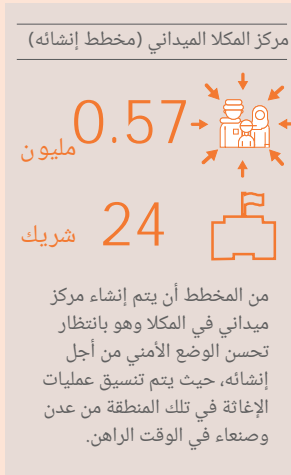 مركز المكلا الميداني (مخطط إنشائه)
0.57 مليون
24 شريك
من المخطط أن يتم إنشاء مركز
ميداني في المكلا وهو بانتظار
تحسن الوضع الأمني من أجل
إنشائه، حيث يتم تنسيق عمليات
الإغاثة في تلك المنطقة من عدن
وصنعاء في الوقت الراهن.